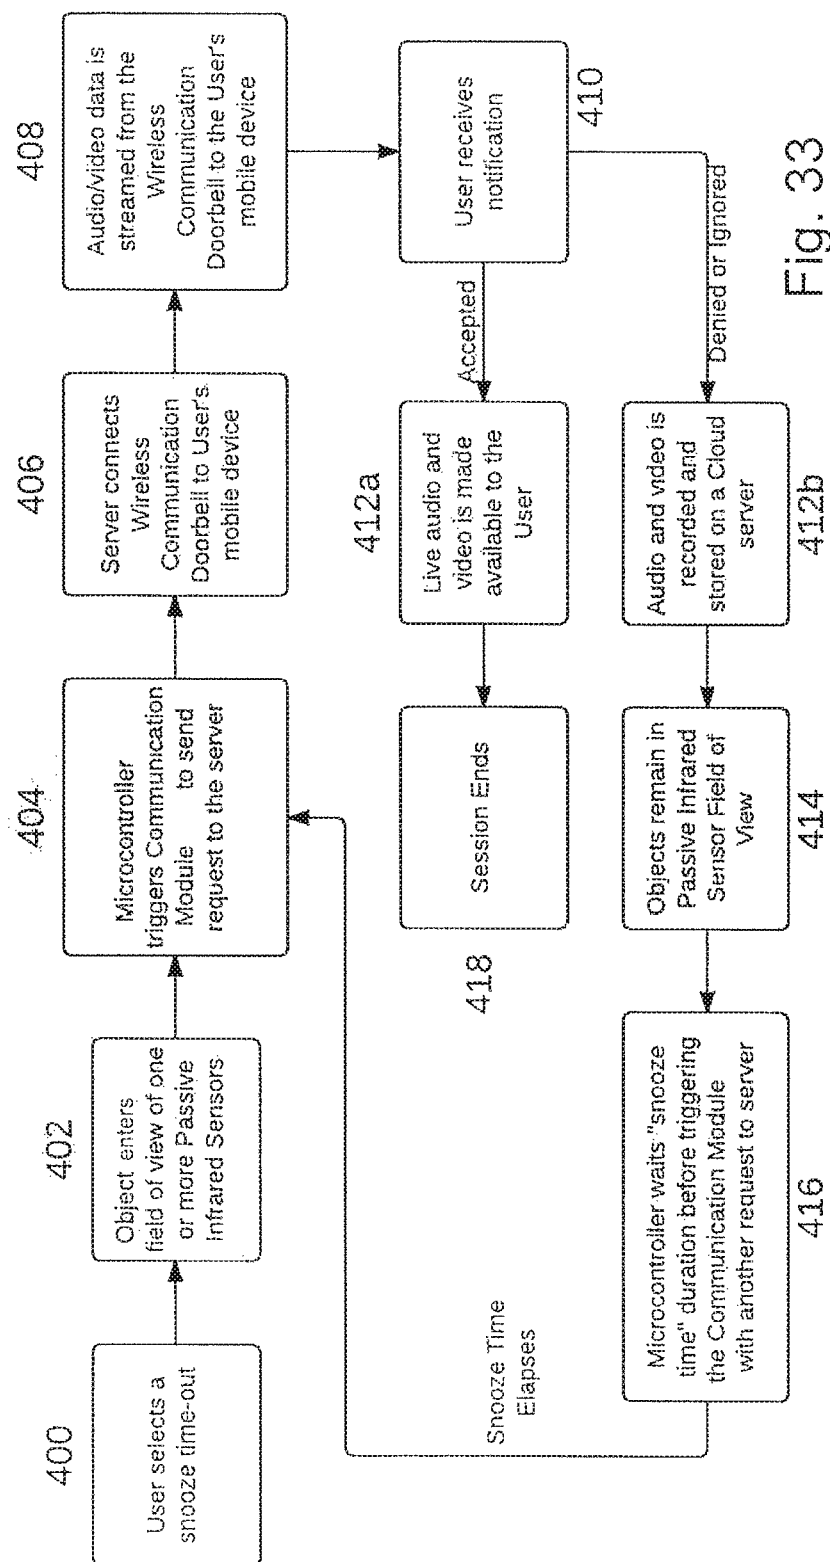 400
User selects a
snooze time-out
402
Object enters
field of view of one
or more Passive
Infrared Sensors
404
Microcontroller
triggers Communication
Module to send
request to the server
406
Server connects
Wireless
Communication
Doorbell to User's
mobile device
408
Audio/video data is
streamed from the
Wireless
Communication
Doorbell to the User's
mobile device
User receives
notification
410
Accepted
412a
Live audio and
video is made
available to the
User
Session Ends
418
Denied or Ignored
Audio and video is
recorded and
stored on a Cloud
server
412b
Objects remain in
Passive Infrared
Sensor Field of
View
414
Microcontroller waits "snooze
time" duration before triggering
the Communication Module
with another request to server
416
Snooze Time
Elapses
Fig. 33